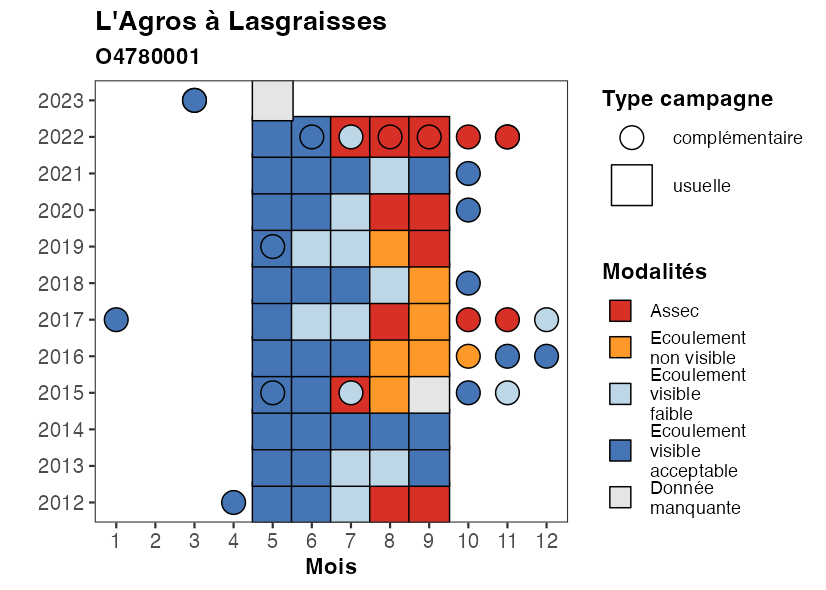 L'Agros à Lasgraisses
O4780001
2023
2022
2021
2020
2019
2018
2017
2016
2015
2014
2013
2012
1 2 3 4 5 6 7 8 9 10 11 12
Mois
Type campagne
complémentaire
usuelle
Modalités
Assec
Ecoulement
non visible
Ecoulement
visible
faible
Ecoulement
visible
acceptable
Donnée
manquante